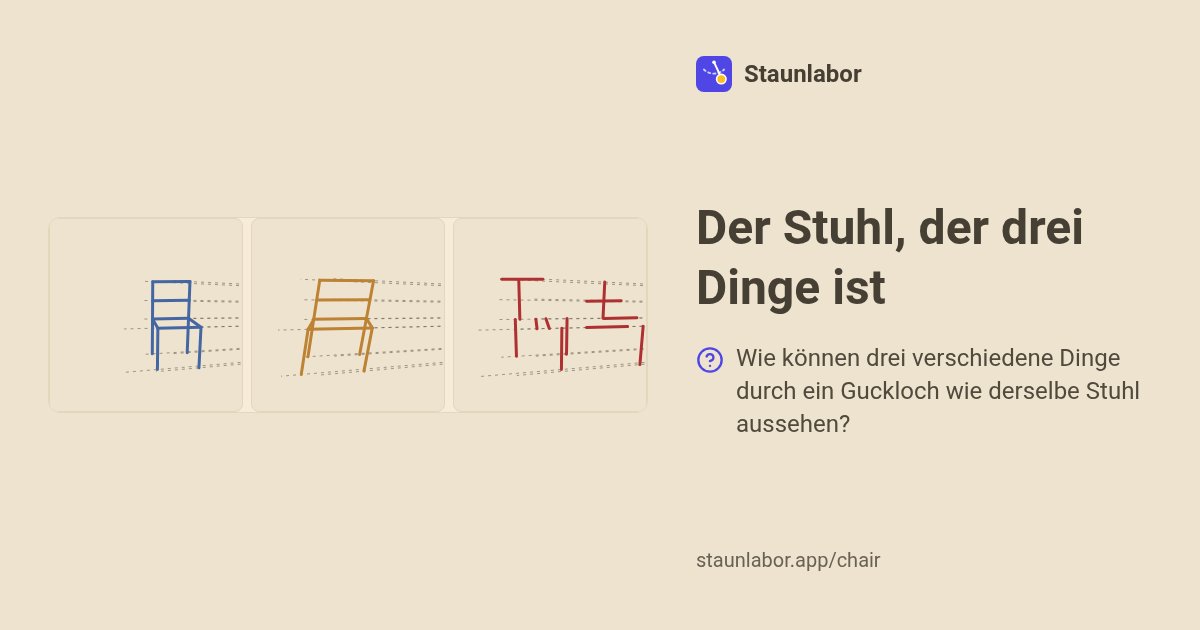 Staunlabor
Der Stuhl, der drei
Dinge ist
Wie können drei verschiedene Dinge
durch ein Guckloch wie derselbe Stuhl
aussehen?
staunlabor.app/chair